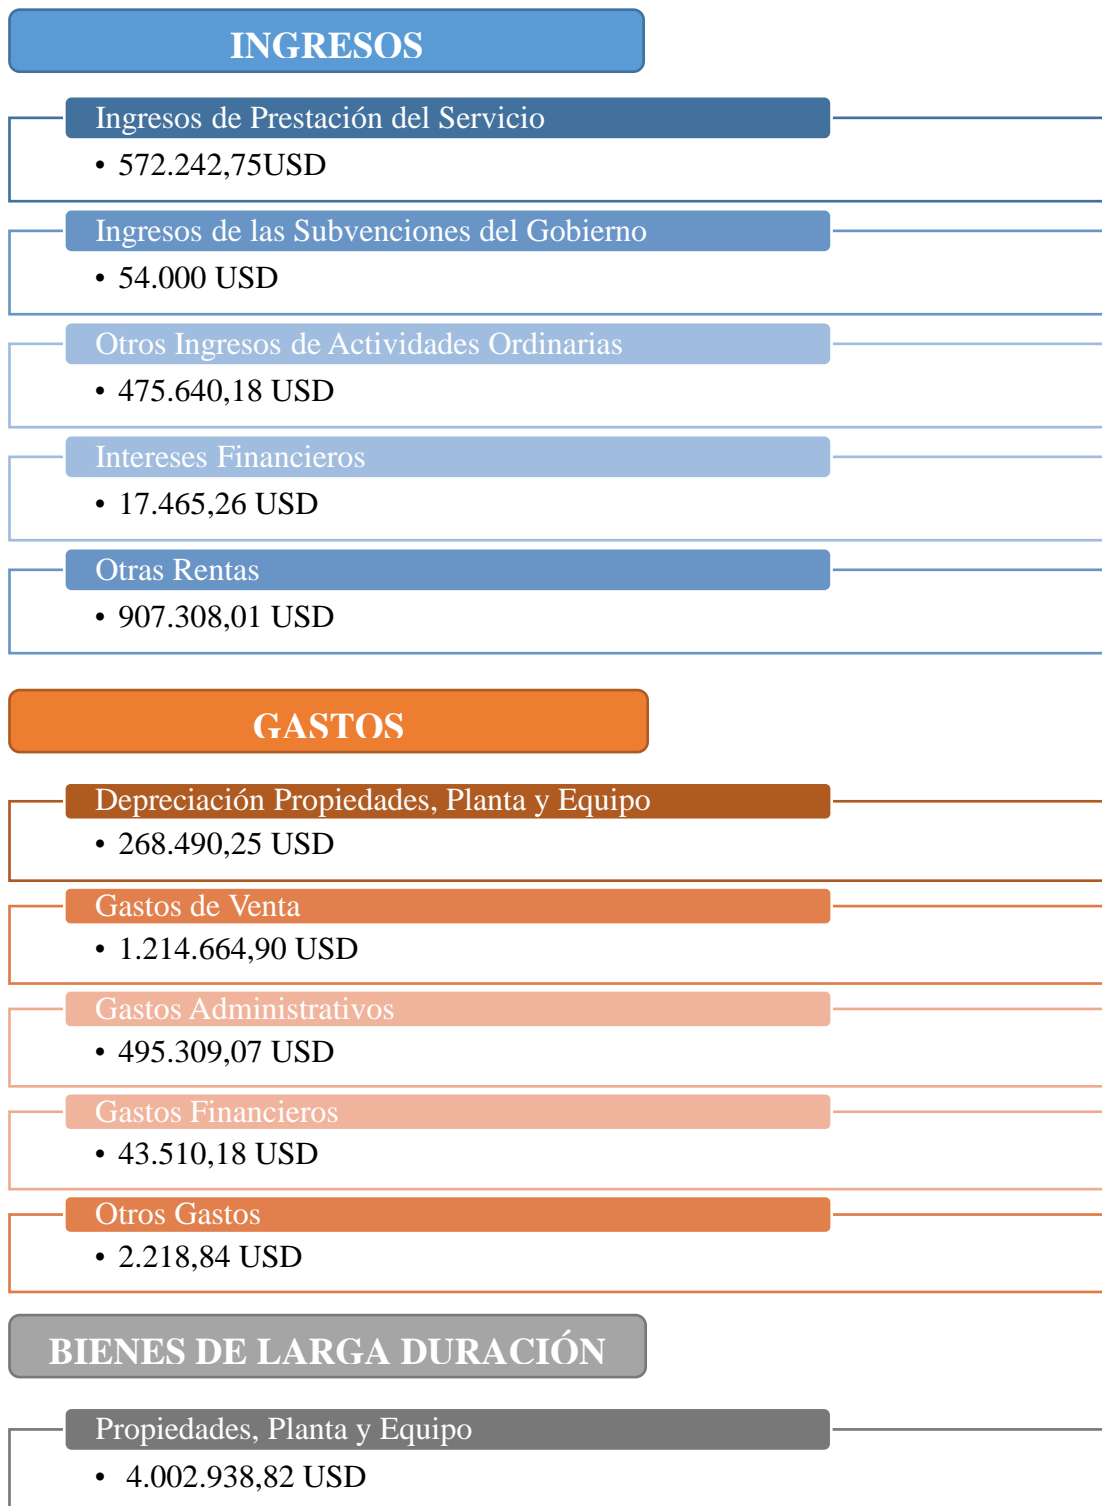 INGRESOS
Ingresos de Prestación del Servicio
• 572.242,75USD
Ingresos de las Subvenciones del Gobierno
• 54.000 USD
Otros Ingresos de Actividades Ordinarias
• 475.640,18 USD
Intereses Financieros
• 17.465,26 USD
Otras Rentas
• 907.308,01 USD
GASTOS
Depreciación Propiedades, Planta y Equipo
• 268.490,25 USD
Gastos de Venta
• 1.214.664,90 USD
Gastos Administrativos
• 495.309,07 USD
Gastos Financieros
• 43.510,18 USD
Otros Gastos
• 2.218,84 USD
BIENES DE LARGA DURACIÓN
Propiedades, Planta y Equipo
• 4.002.938,82 USD